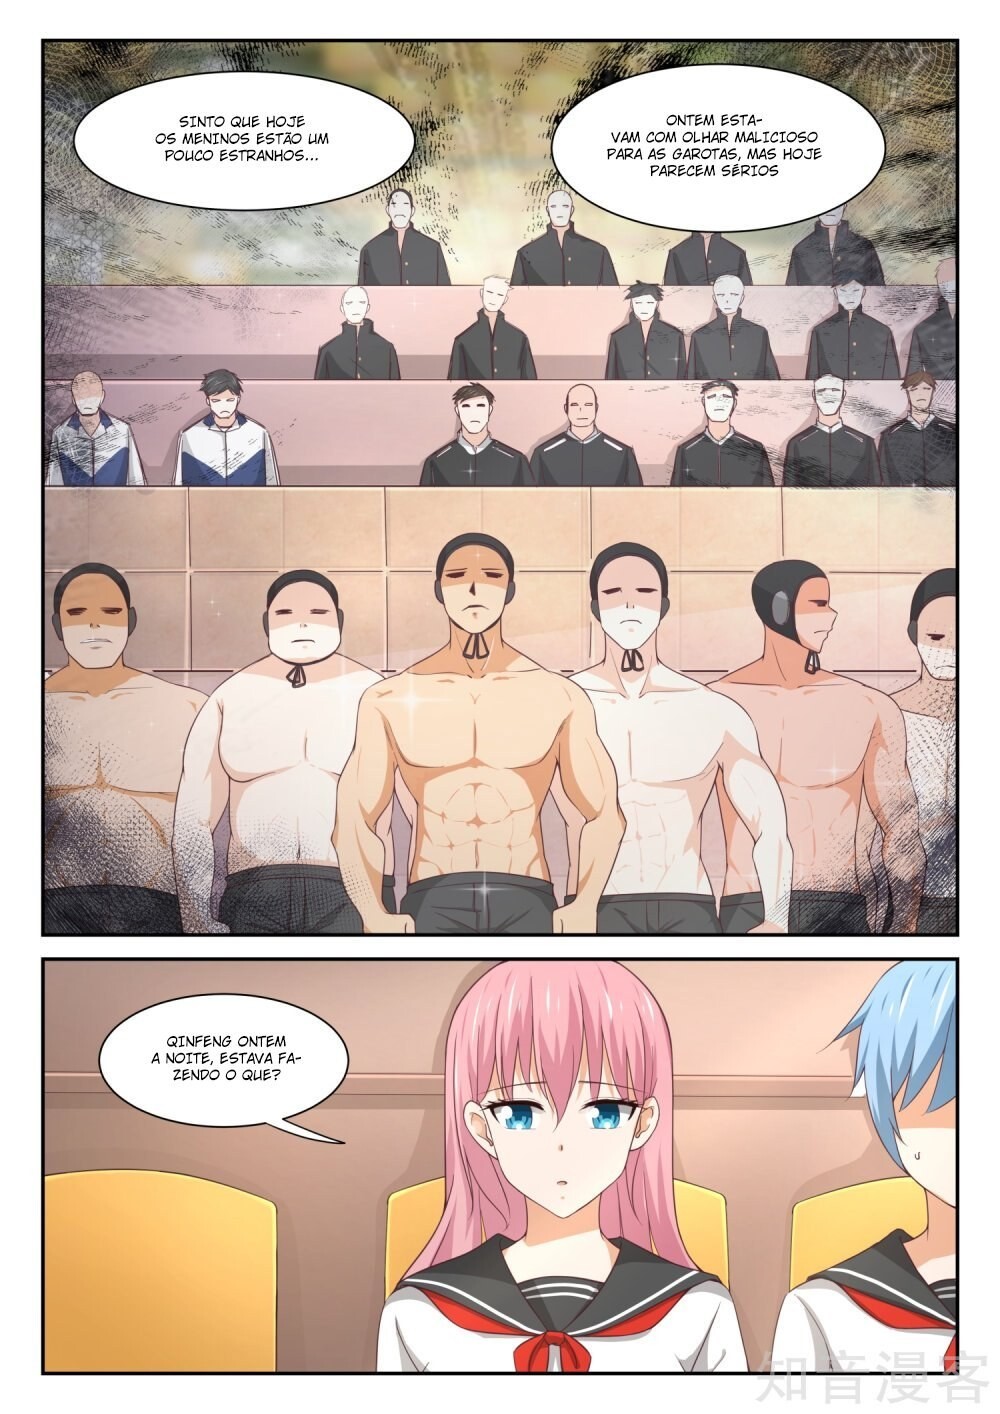 SINTO QUE HOJE
OS MENINOS ESTÃO UM
POUCO ESTRANHOS...
ONTEM ESTA-
VAM COM OLHAR MALICIOSO
PARA AS GAROTAS, MAS HOJE
PARECEM SÉRIOS
QINFENG ONTEM
A NOITE, ESTAVA FA-
ZENDO O QUE?
知音漫客